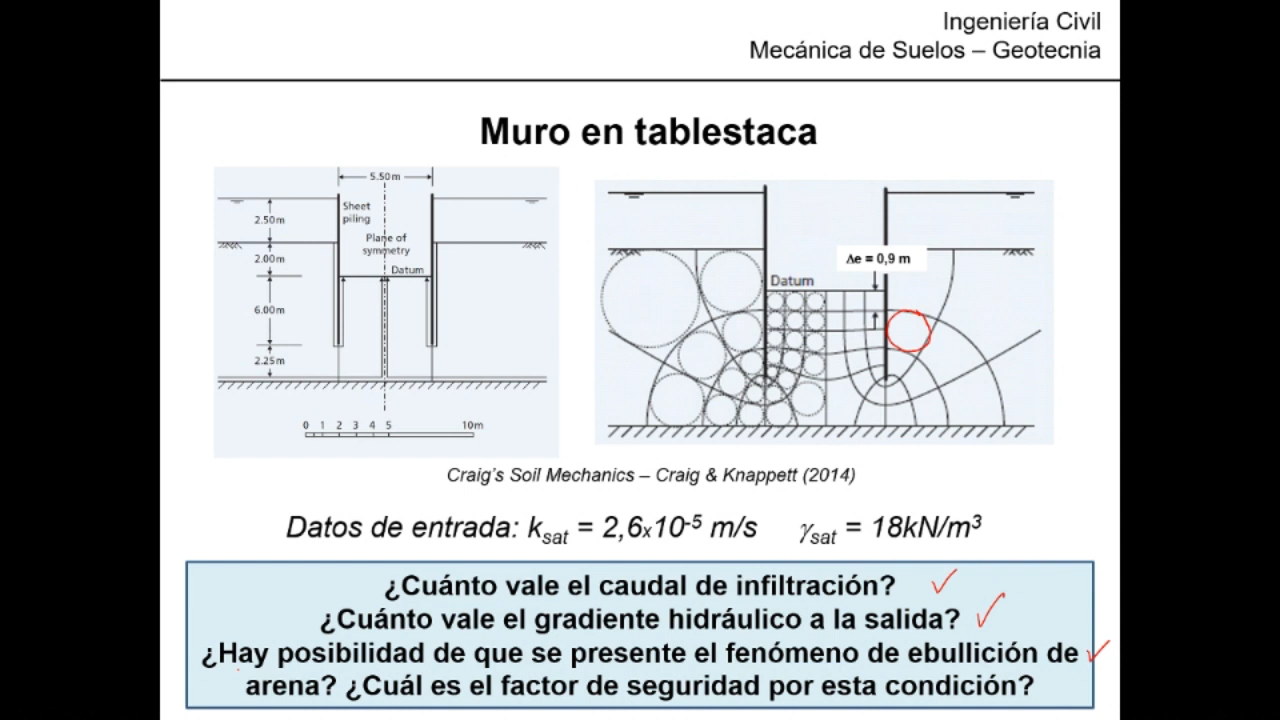 Ingeniería Civil
Mecánica de Suelos – Geotecnia
Muro en tablestaca
5.50m
Sheet
piling
2.50m
Plane of
symmetry
2.00m
Datum
6.00m
2.25m
0 1 2 3 4 5 10m
Δe = 0,9 m
Datum
Craig's Soil Mechanics – Craig & Knappett (2014)
Datos de entrada: ksat = 2,6x10-5 m/s γsat = 18kN/m3
¿Cuánto vale el caudal de infiltración?
¿Cuánto vale el gradiente hidráulico a la salida?
¿Hay posibilidad de que se presente el fenómeno de ebullición de
arena? ¿Cuál es el factor de seguridad por esta condición?